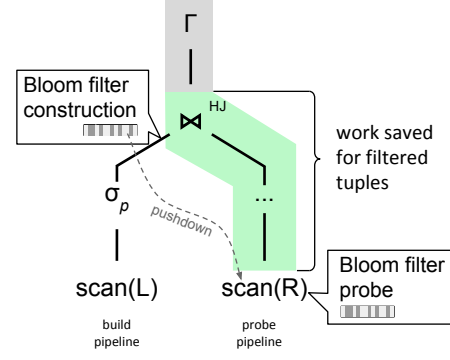 Γ
Bloom filter
construction
HJ
⋈
work saved
for filtered
tuples
σp
...
pushdown
scan(L)
scan(R)
Bloom filter
probe
build
pipeline
probe
pipeline